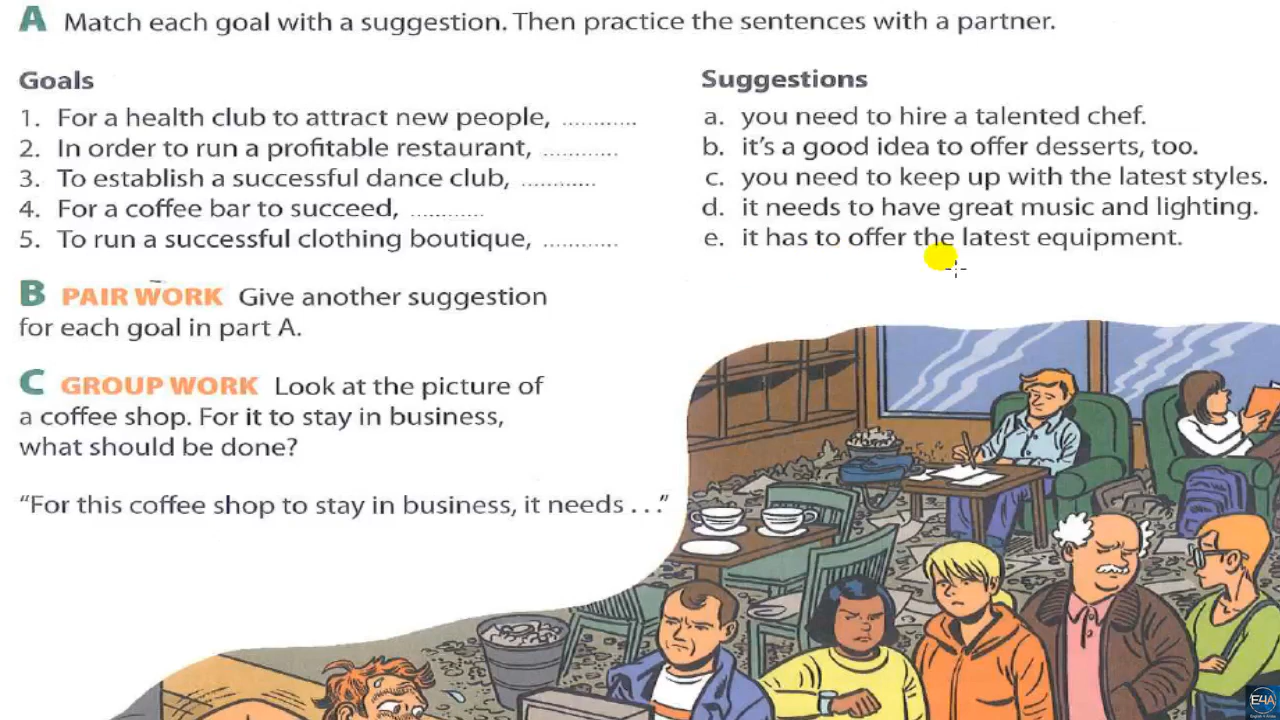 A Match each goal with a suggestion. Then practice the sentences with a partner.
Goals
1. For a health club to attract new people, ............
2. In order to run a profitable restaurant, ............
3. To establish a successful dance club, ............
4. For a coffee bar to succeed, ............
5. To run a successful clothing boutique, ............
Suggestions
a. you need to hire a talented chef.
b. it's a good idea to offer desserts, too.
c. you need to keep up with the latest styles.
d. it needs to have great music and lighting.
e. it has to offer the latest equipment.
B PAIR WORK Give another suggestion
for each goal in part A.
C GROUP WORK Look at the picture of
a coffee shop. For it to stay in business,
what should be done?
"For this coffee shop to stay in business, it needs . . ."
E4A